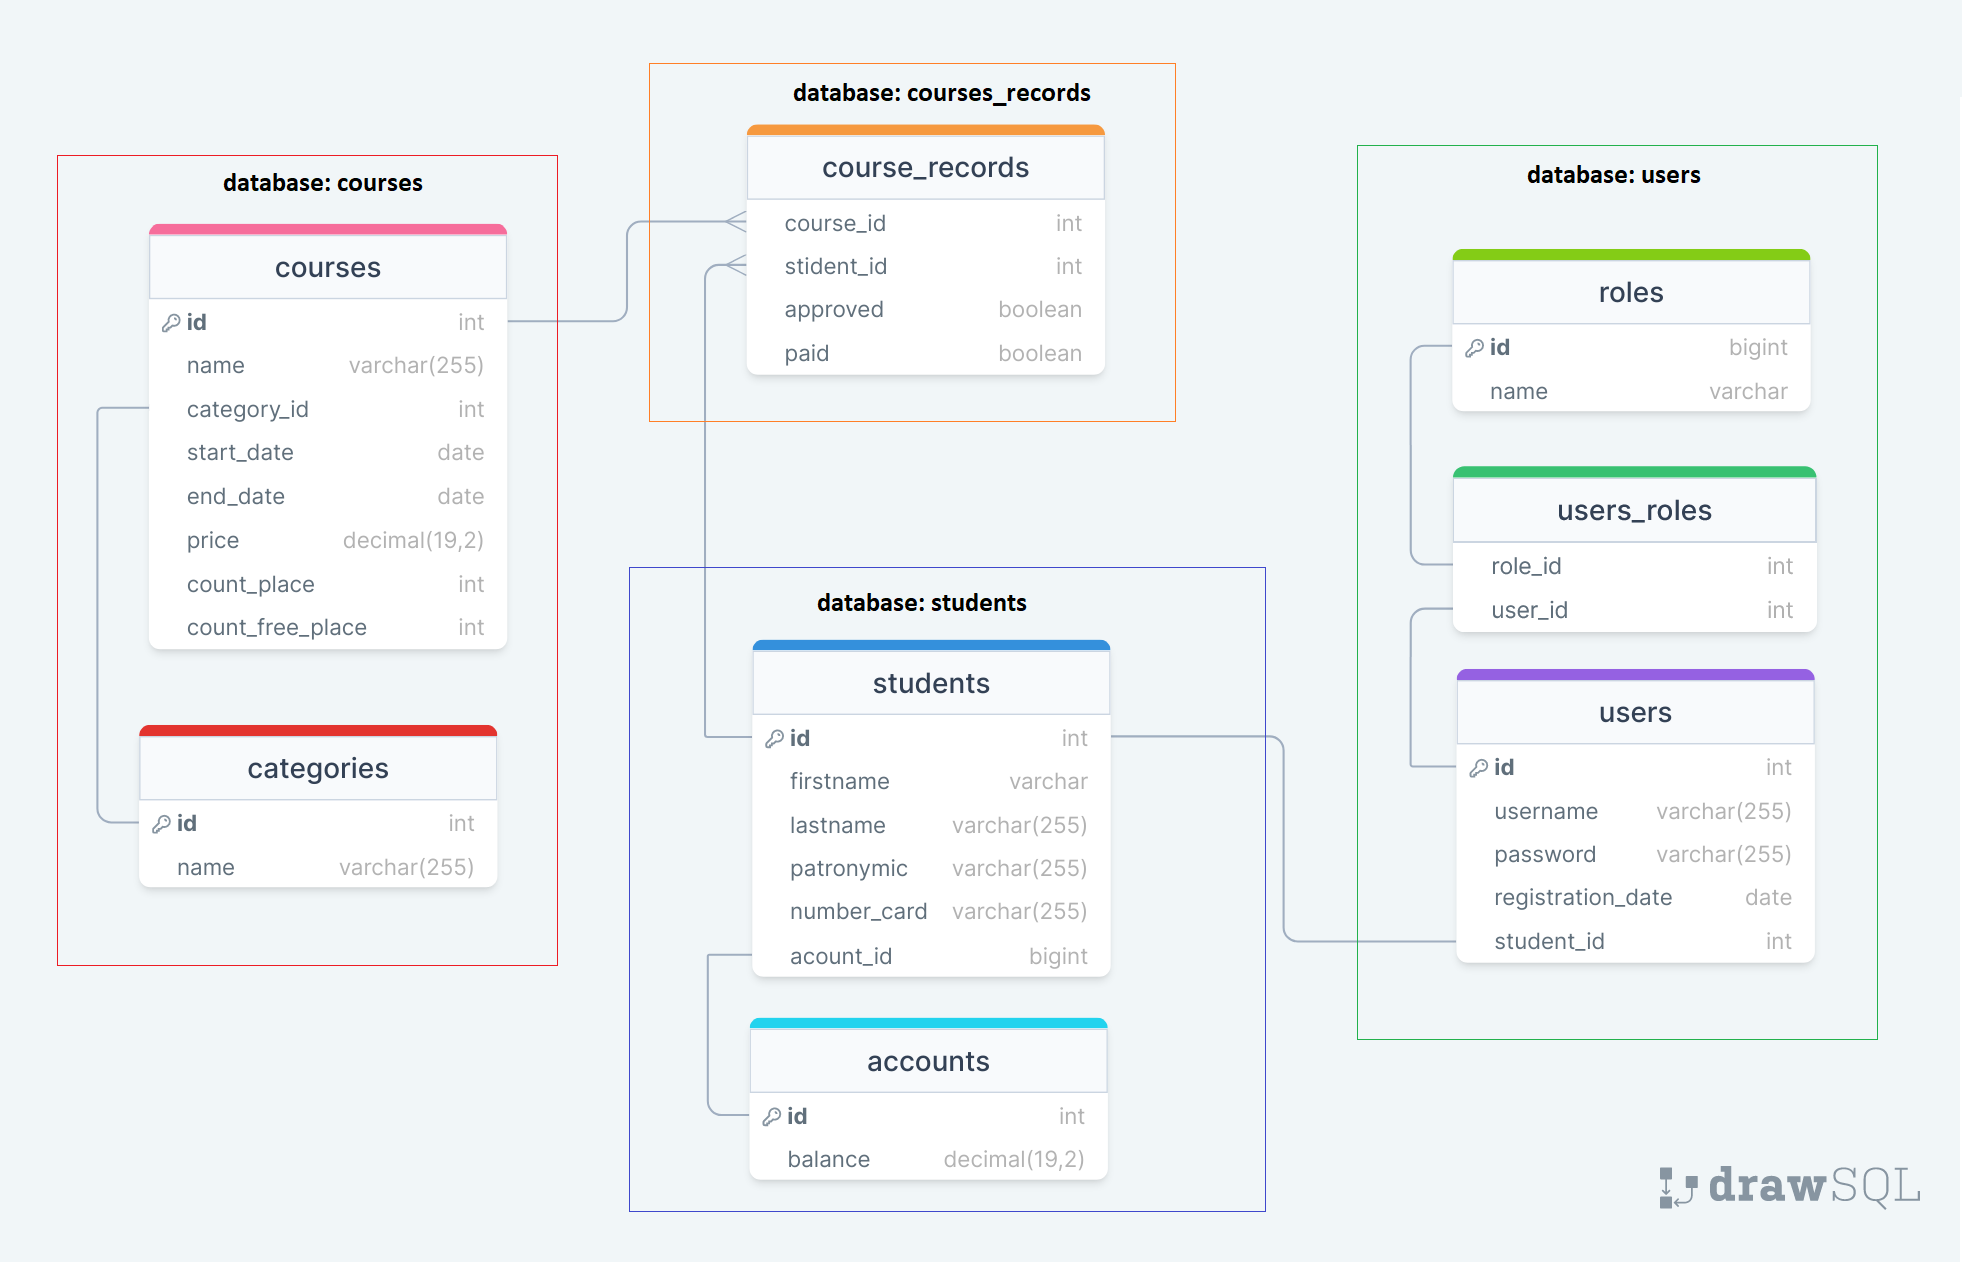 database: courses
courses
id int
name varchar(255)
category_id int
start_date date
end_date date
price decimal(19,2)
count_place int
count_free_place int
categories
id int
name varchar(255)
database: courses_records
course_records
course_id int
stident_id int
approved boolean
paid boolean
database: students
students
id int
firstname varchar
lastname varchar(255)
patronymic varchar(255)
number_card varchar(255)
acount_id bigint
accounts
id int
balance decimal(19,2)
database: users
roles
id bigint
name varchar
users_roles
role_id int
user_id int
users
id int
username varchar(255)
password varchar(255)
registration_date date
student_id int
drawSQL